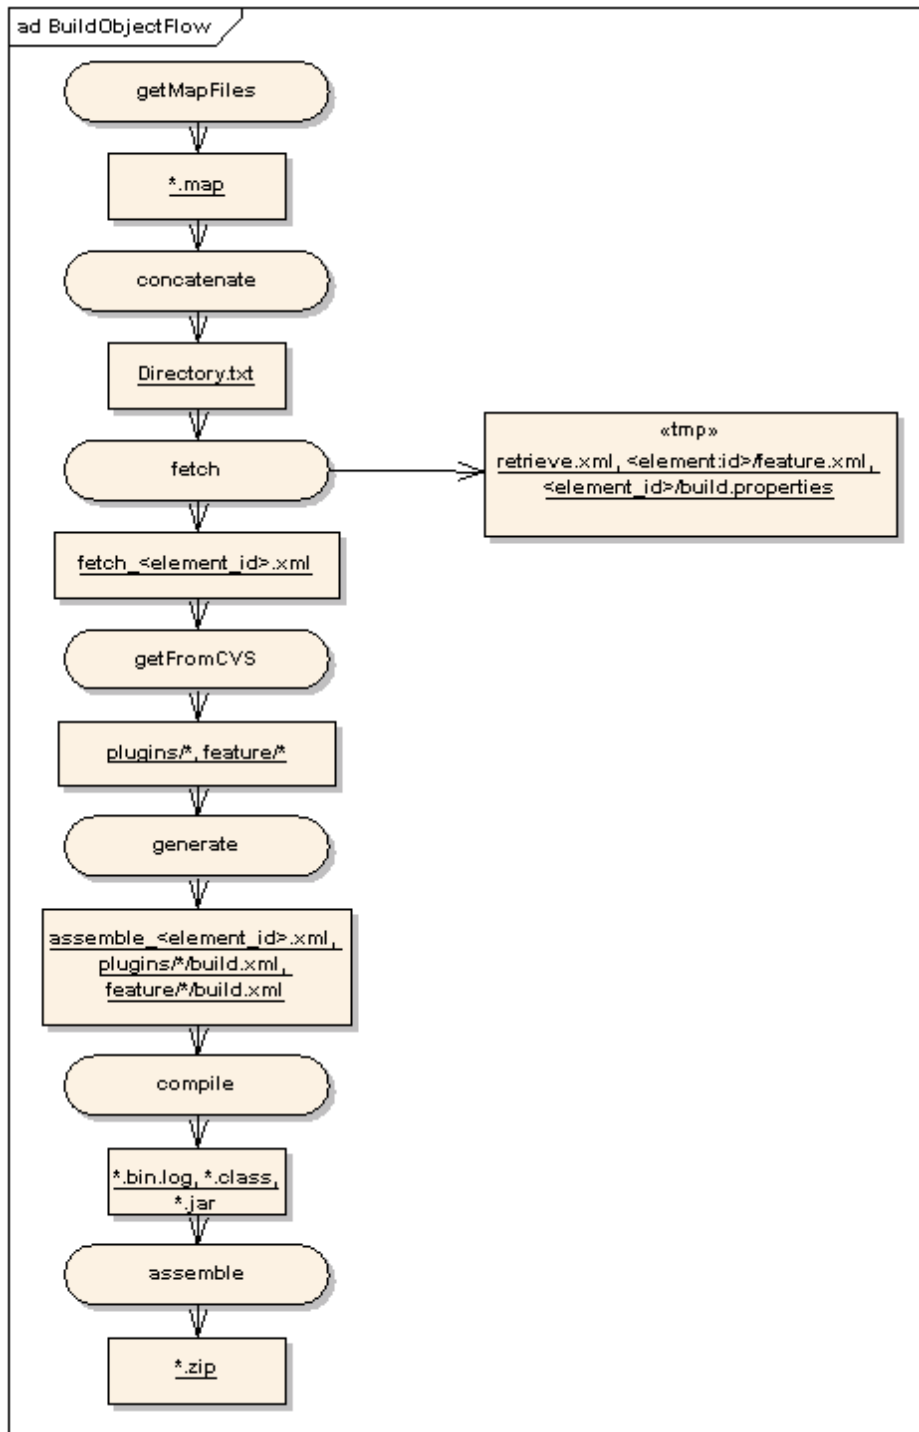 ad BuildObjectFlow
getMapFiles
*.map
concatenate
Directory.txt
fetch
«tmp»
retrieve.xml, <element:id>/feature.xml,
<element_id>/build.properties
fetch_<element_id>.xml
getFromCVS
plugins/*, feature/*
generate
assemble_<element_id>.xml,
plugins/*/build.xml,
feature/*/build.xml
compile
*.bin.log, *.class,
*.jar
assemble
*.zip